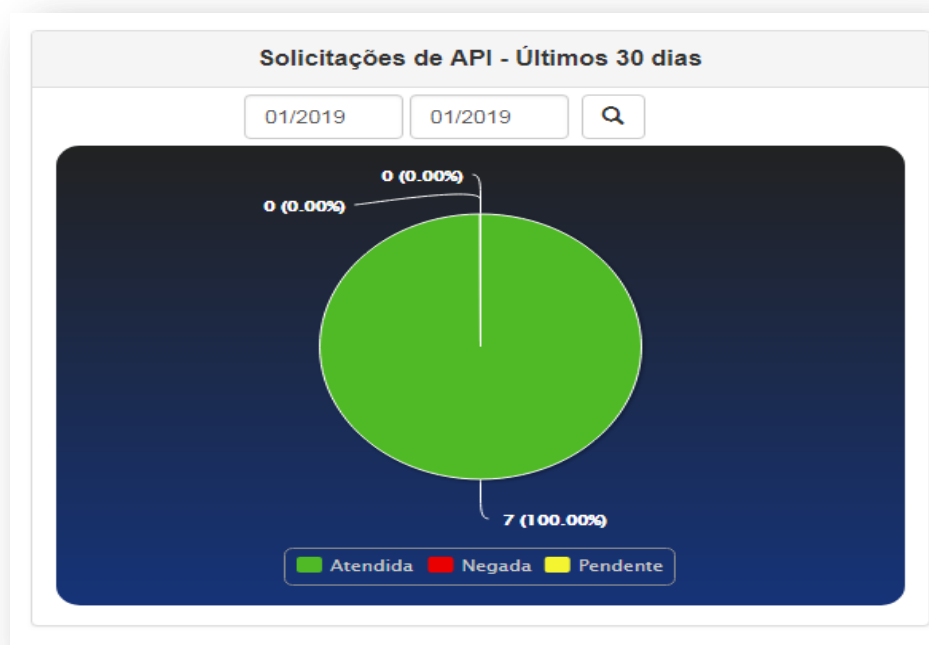 Solicitações de API - Últimos 30 dias
01/2019 01/2019
0 (0.00%)
0 (0.00%)
7 (100.00%)
Atendida Negada Pendente